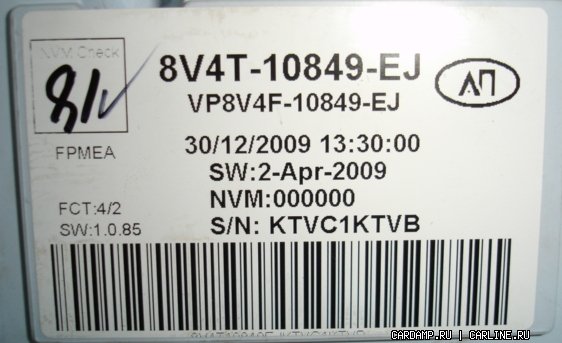 NVM Check
8V4T-10849-EJ
VP8V4F-10849-EJ
АП
FPMEA
30/12/2009 13:30:00
SW:2-Apr-2009
NVM:000000
FCT:4/2
SW:1.0.85
S/N: KTVC1KTVB
CARDAMP.RU | CARLINE.RU